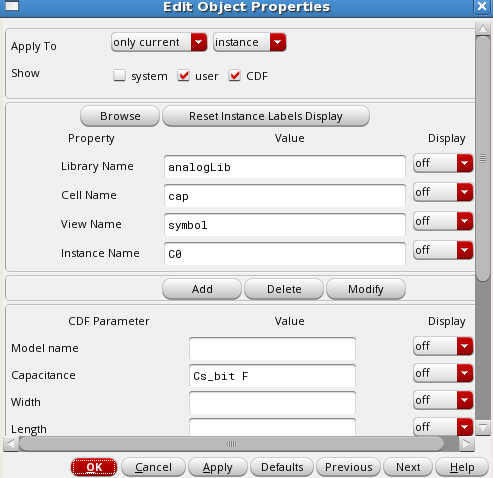 Edit Object Properties
Apply To only current instance
Show system user CDF
Browse Reset Instance Labels Display
Property Value Display
Library Name analogLib off
Cell Name cap off
View Name symbol off
Instance Name C0 off
Add Delete Modify
CDF Parameter Value Display
Model name off
Capacitance Cs_bit F off
Width off
Length off
OK Cancel Apply Defaults Previous Next Help